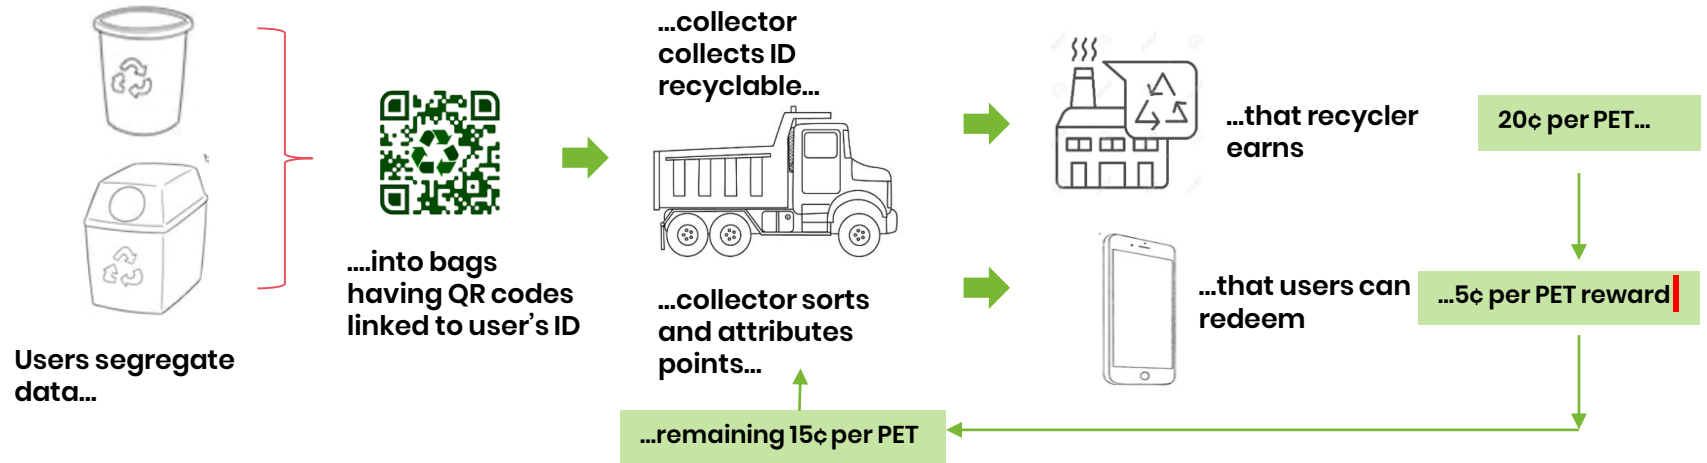 Users segregate
data...
....into bags
having QR codes
linked to user's ID
...collector
collects ID
recyclable...
...collector sorts
and attributes
points...
...that recycler
earns
20¢ per PET...
...that users can
redeem
...5¢ per PET reward
...remaining 15¢ per PET